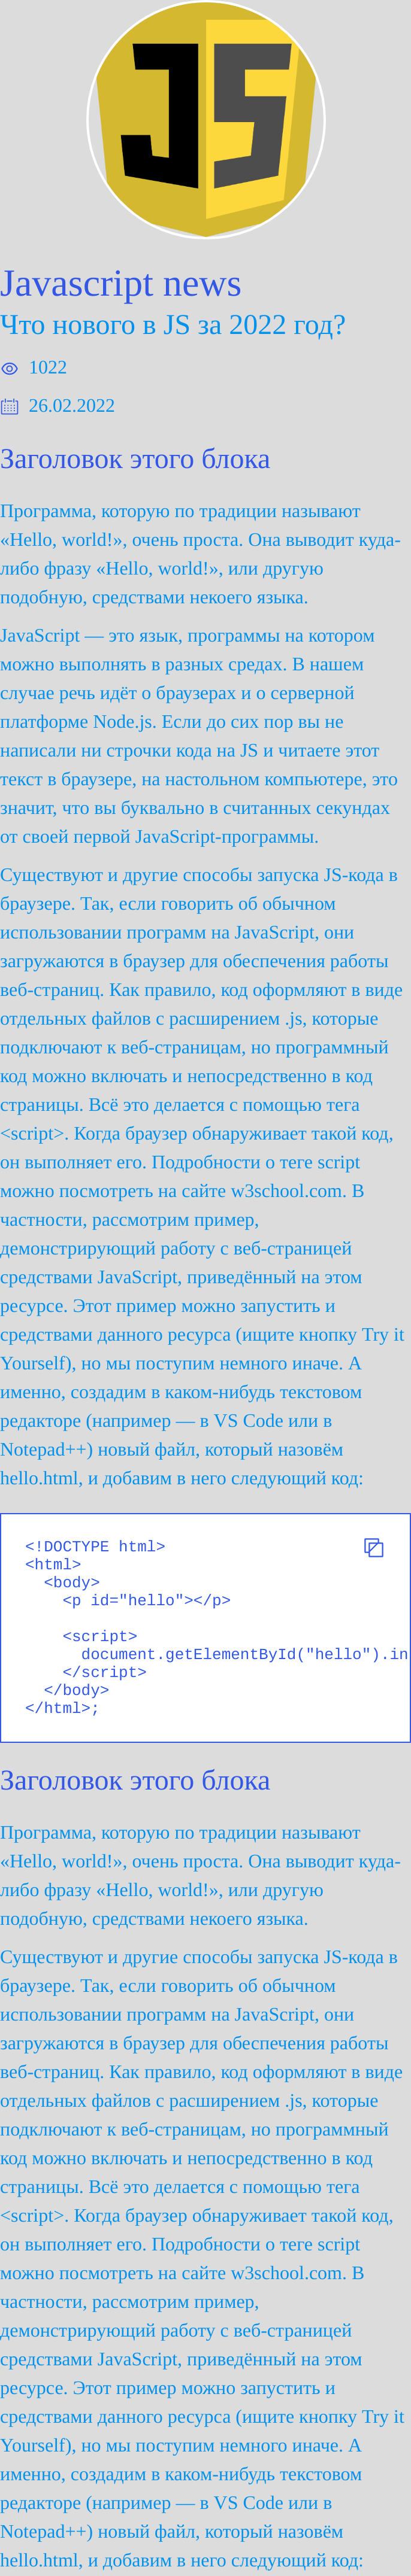 JS
Javascript news
Что нового в JS за 2022 год?
1022
26.02.2022
Заголовок этого блока
Программа, которую по традиции называют
«Hello, world!», очень проста. Она выводит куда-
либо фразу «Hello, world!», или другую
подобную, средствами некоего языка.
JavaScript — это язык, программы на котором
можно выполнять в разных средах. В нашем
случае речь идёт о браузерах и о серверной
платформе Node.js. Если до сих пор вы не
написали ни строчки кода на JS и читаете этот
текст в браузере, на настольном компьютере, это
значит, что вы буквально в считанных секундах
от своей первой JavaScript-программы.
Существуют и другие способы запуска JS-кода в
браузере. Так, если говорить об обычном
использовании программ на JavaScript, они
загружаются в браузер для обеспечения работы
веб-страниц. Как правило, код оформляют в виде
отдельных файлов с расширением .js, которые
подключают к веб-страницам, но программный
код можно включать и непосредственно в код
страницы. Всё это делается с помощью тега
<script>. Когда браузер обнаруживает такой код,
он выполняет его. Подробности о теге script
можно посмотреть на сайте w3school.com. В
частности, рассмотрим пример,
демонстрирующий работу с веб-страницей
средствами JavaScript, приведённый на этом
ресурсе. Этот пример можно запустить и
средствами данного ресурса (ищите кнопку Try it
Yourself), но мы поступим немного иначе. А
именно, создадим в каком-нибудь текстовом
редакторе (например — в VS Code или в
Notepad++) новый файл, который назовём
hello.html, и добавим в него следующий код:
<!DOCTYPE html>
<html>
  <body>
    <p id="hello"></p>
    <script>
      document.getElementById("hello").in
    </script>
  </body>
</html>;
Заголовок этого блока
Программа, которую по традиции называют
«Hello, world!», очень проста. Она выводит куда-
либо фразу «Hello, world!», или другую
подобную, средствами некоего языка.
Существуют и другие способы запуска JS-кода в
браузере. Так, если говорить об обычном
использовании программ на JavaScript, они
загружаются в браузер для обеспечения работы
веб-страниц. Как правило, код оформляют в виде
отдельных файлов с расширением .js, которые
подключают к веб-страницам, но программный
код можно включать и непосредственно в код
страницы. Всё это делается с помощью тега
<script>. Когда браузер обнаруживает такой код,
он выполняет его. Подробности о теге script
можно посмотреть на сайте w3school.com. В
частности, рассмотрим пример,
демонстрирующий работу с веб-страницей
средствами JavaScript, приведённый на этом
ресурсе. Этот пример можно запустить и
средствами данного ресурса (ищите кнопку Try it
Yourself), но мы поступим немного иначе. А
именно, создадим в каком-нибудь текстовом
редакторе (например — в VS Code или в
Notepad++) новый файл, который назовём
hello.html, и добавим в него следующий код: